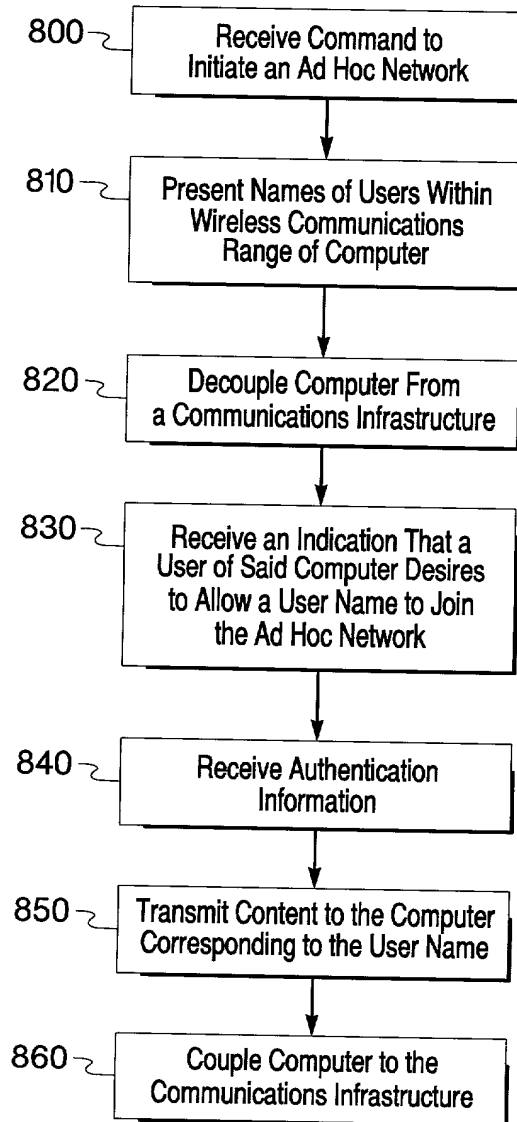 800
Receive Command to
Initiate an Ad Hoc Network
810
Present Names of Users Within
Wireless Communications
Range of Computer
820
Decouple Computer From
a Communications Infrastructure
830
Receive an Indication That a
User of Said Computer Desires
to Allow a User Name to Join
the Ad Hoc Network
840
Receive Authentication
Information
850
Transmit Content to the Computer
Corresponding to the User Name
860
Couple Computer to the
Communications Infrastructure